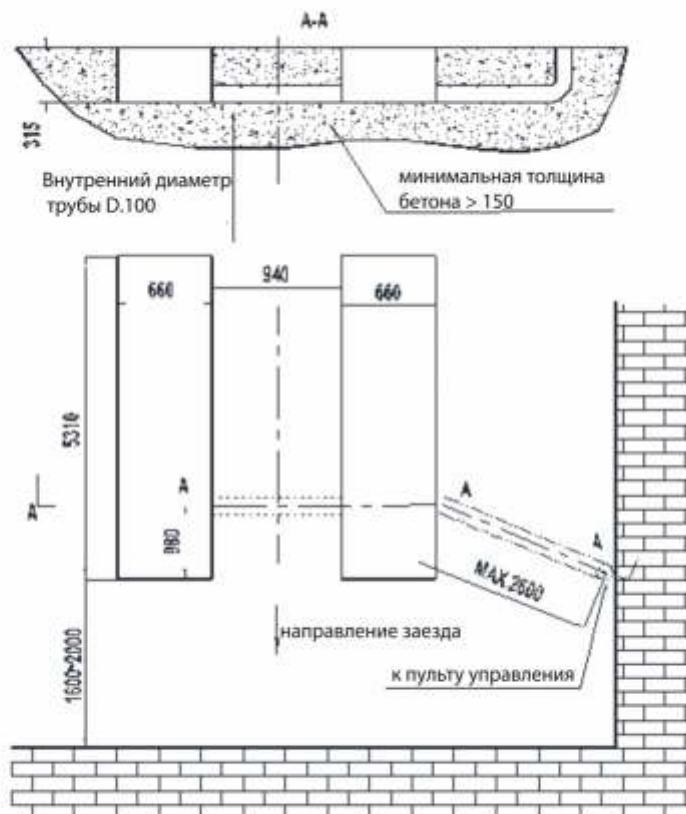 A-A
315
Внутренний диаметр
трубы D.100
минимальная толщина
бетона > 150
660
940
660
5310
A
A
980
A
A
MAX 2600
направление заезда
к пульту управления
1600~2000